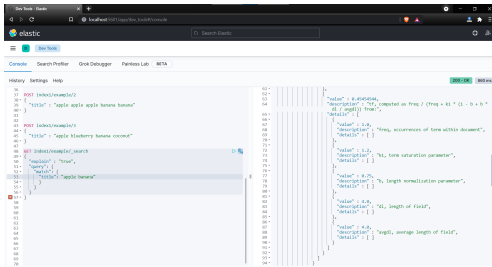 Dev Tools - Elastic
localhost:5601/app/dev_tools#/console
elastic
Search Elastic
Dev Tools
Console
Search Profiler
Grok Debugger
Painless Lab
BETA
History
Settings
Help
200 - OK
POST index1/example/2
{
"title" : "apple apple apple banana banana"
}
"title" : "apple blueberry banana coconut"
}
GET index1/example/_search
{
"explain" : "true",
"query": {
"match": {
"title": "apple banana"
}
}
}
"value" : 0.45454544,
"description" : "tf, computed as freq / (freq + k1 * (1 - b + b * dl / avgdl)) from:",
"details" : [
{
"value" : 1.0,
"description" : "freq, occurrences of term within document",
"details" : [ ]
},
{
"value" : 1.2,
"description" : "k1, term saturation parameter",
"details" : [ ]
},
{
"value" : 0.75,
"description" : "b, length normalization parameter",
"details" : [ ]
},
{
"value" : 4.0,
"description" : "dl, length of field",
"details" : [ ]
},
{
"value" : 4.0,
"description" : "avgdl, average length of field",
"details" : [ ]
}
]
}
]
}